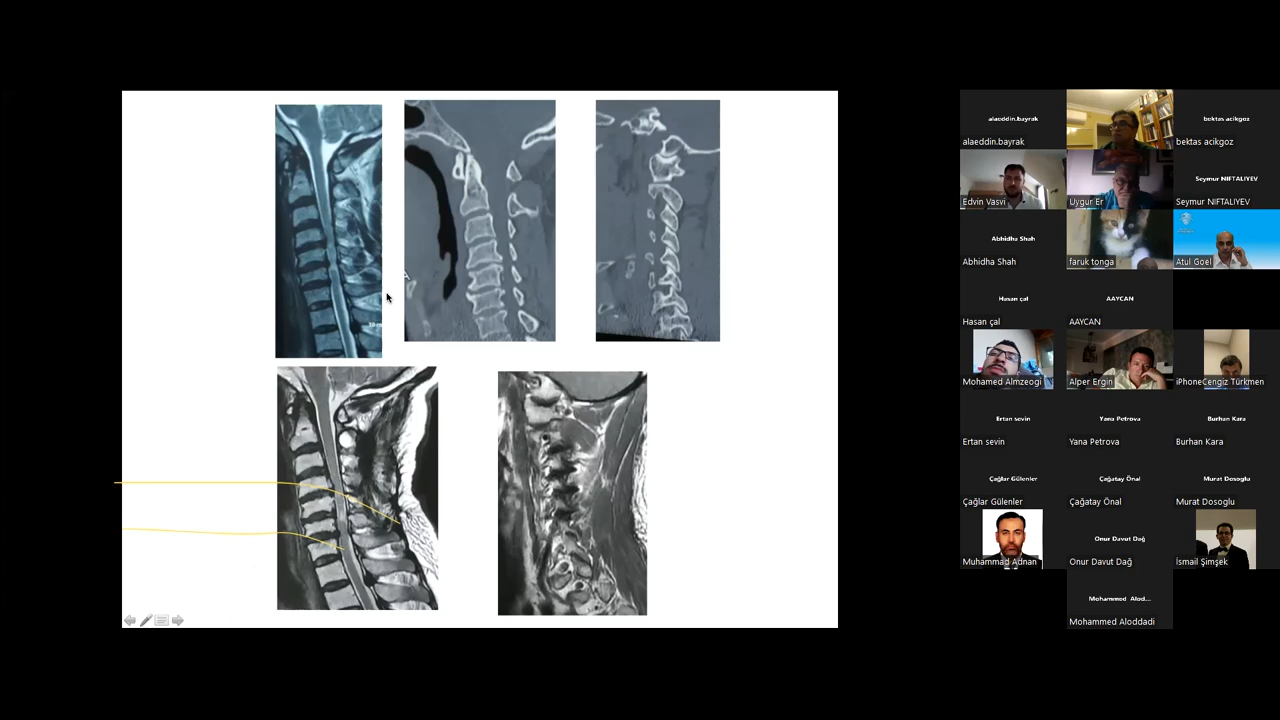 alaeddin.bayrak
alaeddin.bayrak
bektas acikgoz
bektas acikgoz
Edvin Vasvi
Uygur Er
Seymur NIFTALIYEV
Seymur NIFTALIYEV
Abhidha Shah
Abhidha Shah
faruk tonga
Atul Goel
Hasan çal
Hasan çal
AAYCAN
AAYCAN
Mohamed Almzeogi
Alper Ergin
iPhoneCengiz Türkmen
Ertan sevin
Ertan sevin
Yana Petrova
Yana Petrova
Burhan Kara
Burhan Kara
Çağlar Gülenler
Çağlar Gülenler
Çağatay Önal
Çağatay Önal
Murat Dosoglu
Murat Dosoglu
Muhammad Adnan
Onur Davut Dağ
Onur Davut Dağ
İsmail Şimşek
Mohammed Alod...
Mohammed Aloddadi